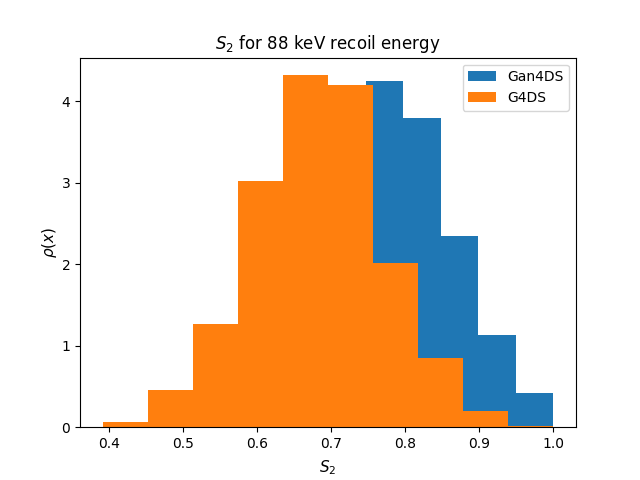 S₂ for 88 keV recoil energy
Gan4DS
G4DS
ρ(x)
4
3
2
1
0
0.4 0.5 0.6 0.7 0.8 0.9 1.0
S₂